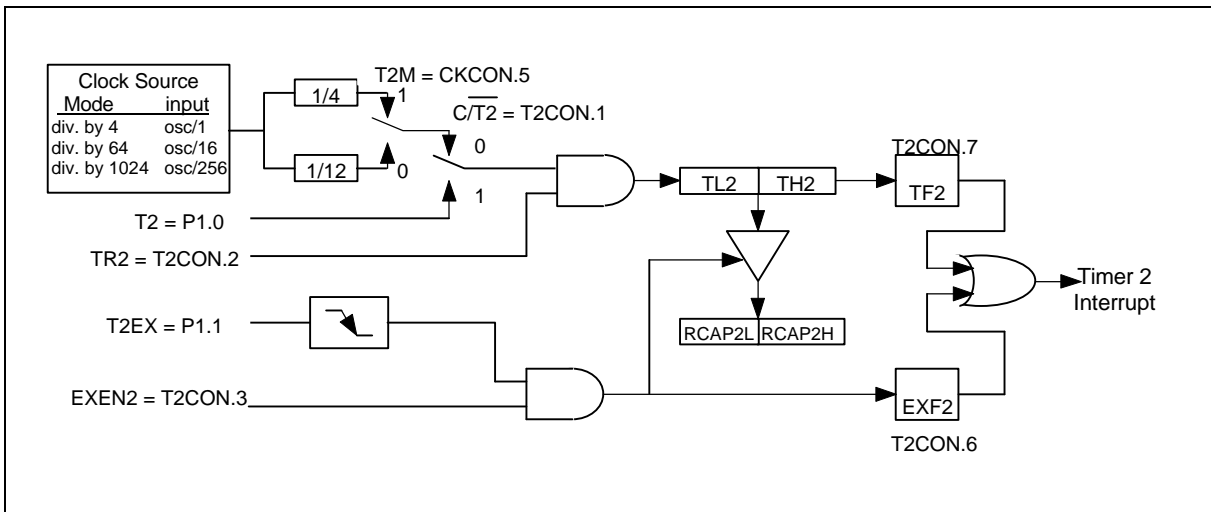 Clock Source
Mode input
div. by 4 osc/1
div. by 64 osc/16
div. by 1024 osc/256
1/4
1/12
T2M = CKCON.5
1
0
C/T2 = T2CON.1
0
1
T2 = P1.0
TR2 = T2CON.2
TL2 TH2
T2CON.7
TF2
Timer 2
Interrupt
T2EX = P1.1
RCAP2L RCAP2H
EXEN2 = T2CON.3
EXF2
T2CON.6